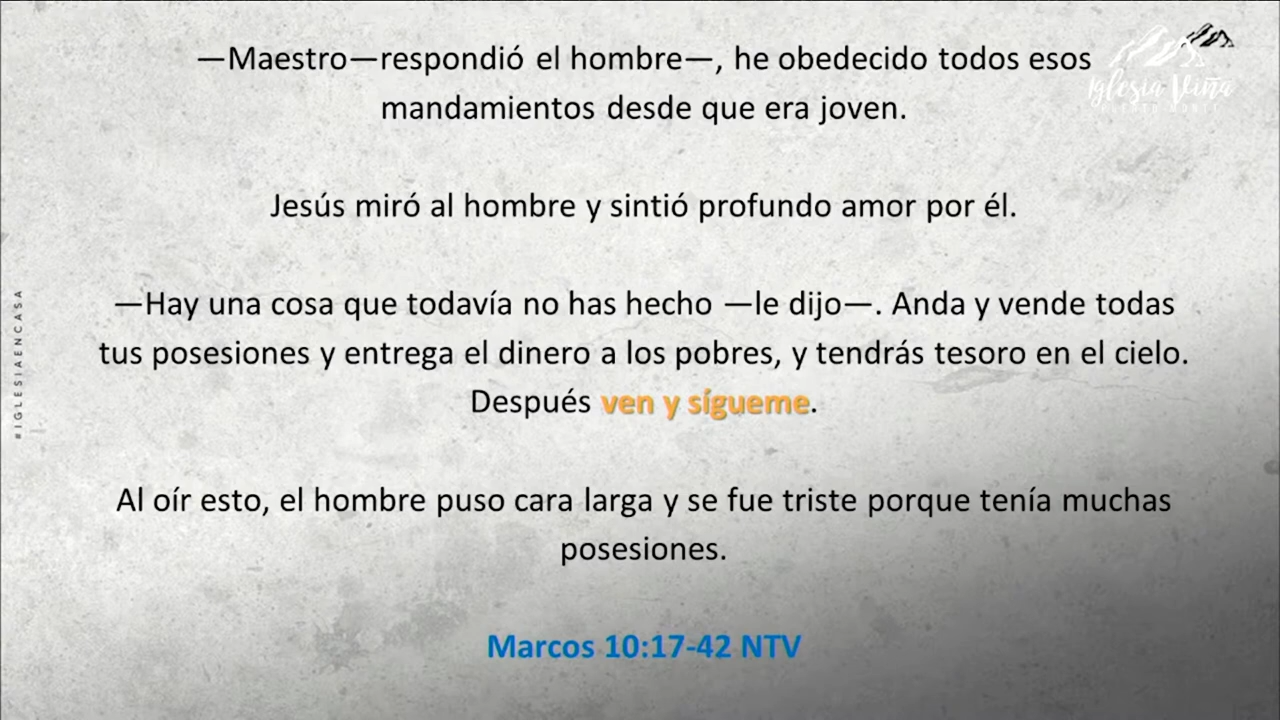 —Maestro—respondió el hombre—, he obedecido todos esos
mandamientos desde que era joven.
Jesús miró al hombre y sintió profundo amor por él.
—Hay una cosa que todavía no has hecho —le dijo—. Anda y vende todas
tus posesiones y entrega el dinero a los pobres, y tendrás tesoro en el cielo.
Después ven y sígueme.
Al oír esto, el hombre puso cara larga y se fue triste porque tenía muchas
posesiones.
Marcos 10:17-42 NTV
Iglesia Viña
#IGLESIAENCASA